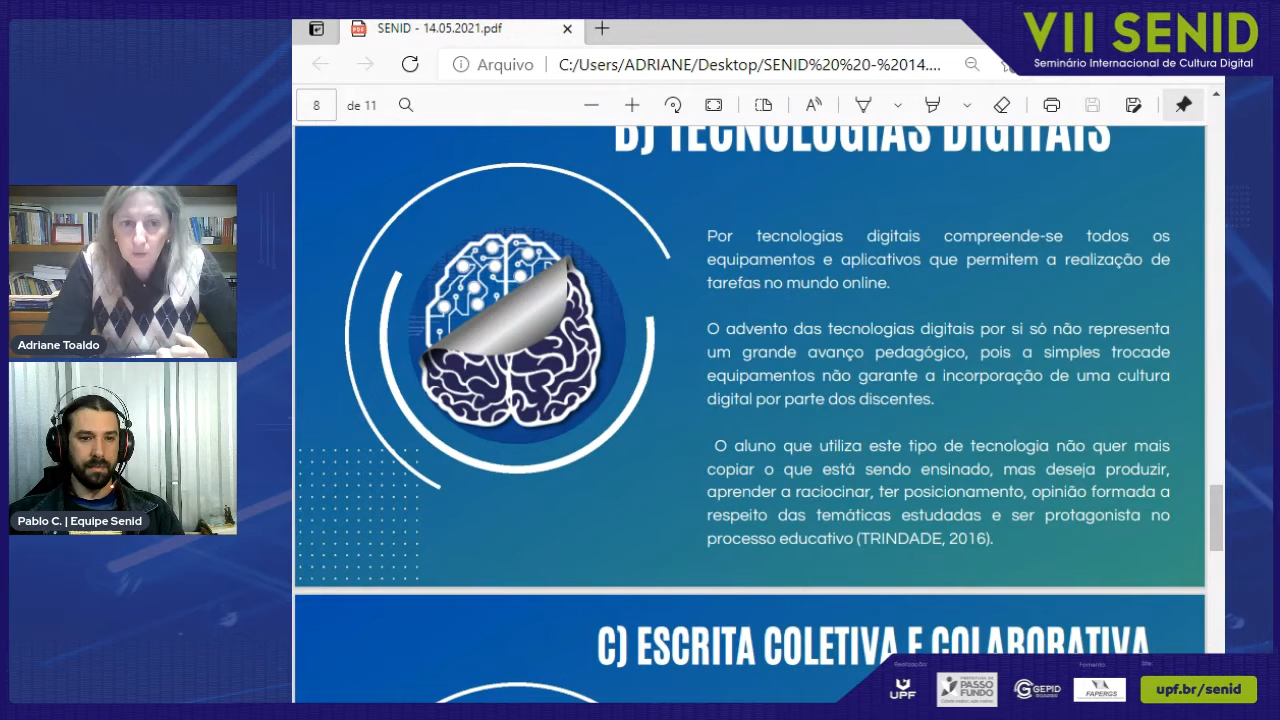 SENID - 14.05.2021.pdf
VII SENID
Seminário Internacional de Cultura Digital
Arquivo
C:/Users/ADRIANE/Desktop/SENID%20%20-%2014....
8
de 11
B) TECNOLOGIAS DIGITAIS
Por tecnologias digitais compreende-se todos os
equipamentos e aplicativos que permitem a realização de
tarefas no mundo online.
O advento das tecnologias digitais por si só não representa
um grande avanço pedagógico, pois a simples trocade
equipamentos não garante a incorporação de uma cultura
digital por parte dos discentes.
O aluno que utiliza este tipo de tecnologia não quer mais
copiar o que está sendo ensinado, mas deseja produzir,
aprender a raciocinar, ter posicionamento, opinião formada a
respeito das temáticas estudadas e ser protagonista no
processo educativo (TRINDADE, 2016).
Adriane Toaldo
Pablo C. | Equipe Senid
C) ESCRITA COLETIVA E COLABORATIVA
Realização:
Fomento:
Site:
UPF
PASSO
FUNDO
GEPID
FAPERGS
upf.br/senid